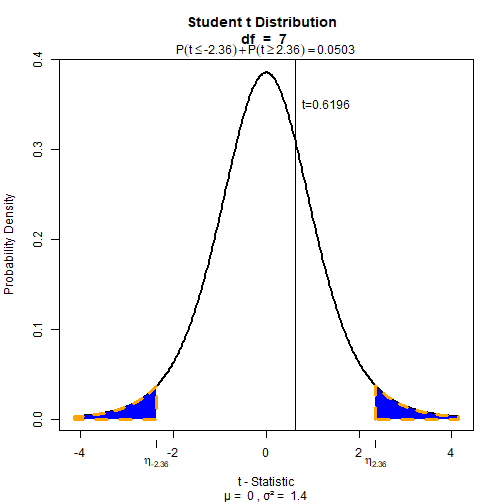 Student t Distribution
df = 7
P(t ≤ -2.36) + P(t ≥ 2.36) = 0.0503
t=0.6196
Probability Density
0.4
0.3
0.2
0.1
0.0
-4 -2 0 2 4
η-2.36 η2.36
t - Statistic
μ = 0 , σ² = 1.4